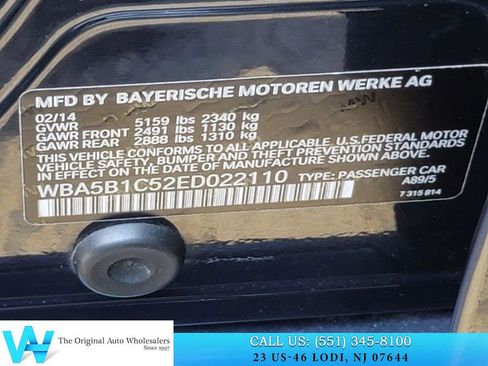 MFD BY BAYERISCHE MOTOREN WERKE AG
02/14
GVWR 5159 lbs 2340 kg
GAWR FRONT 2491 lbs 1130 kg
GAWR REAR 2888 lbs 1310 kg
THIS VEHICLE CONFORMS TO ALL APPLICABLE U.S.FEDERAL MOTOR
VEHICLE SAFETY, BUMPER, AND THEFT PREVENTION STANDARDS
IN EFFECT ON THE DATE OF MANUFACTURE SHOWN ABOVE.
WBA5B1C52ED022110 TYPE: PASSENGER CAR
A89/5
7 315 814
W
The Original Auto Wholesalers
Since 1997
CALL US: (551) 345-8100
23 US-46 LODI, NJ 07644